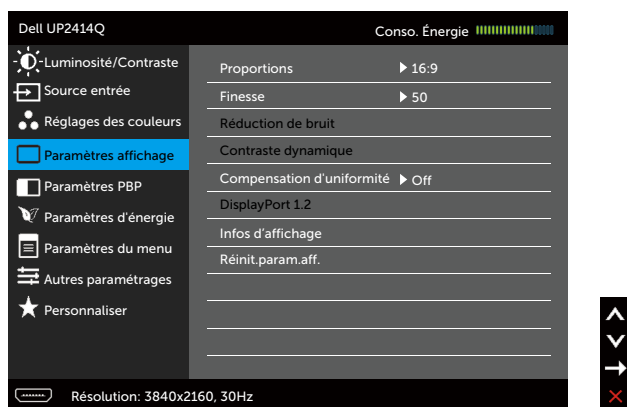 Dell UP2414Q
Conso. Énergie
Luminosité/Contraste
Source entrée
Réglages des couleurs
Paramètres affichage
Paramètres PBP
Paramètres d'énergie
Paramètres du menu
Autres paramétrages
Personnaliser
Proportions 16:9
Finesse 50
Réduction de bruit
Contraste dynamique
Compensation d'uniformité Off
DisplayPort 1.2
Infos d'affichage
Réinit.param.aff.
Résolution: 3840x2160, 30Hz